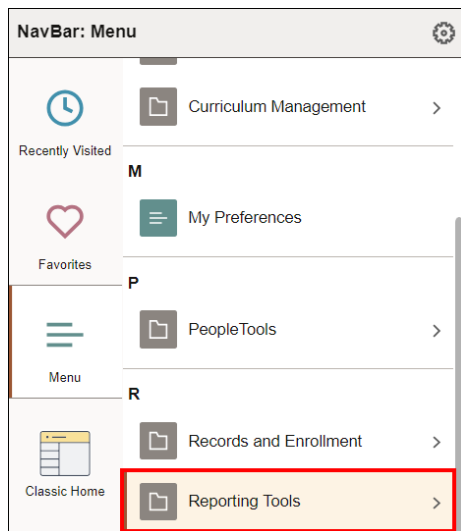 NavBar: Menu
Recently Visited
Favorites
Menu
Classic Home
Curriculum Management
M
My Preferences
P
PeopleTools
R
Records and Enrollment
Reporting Tools